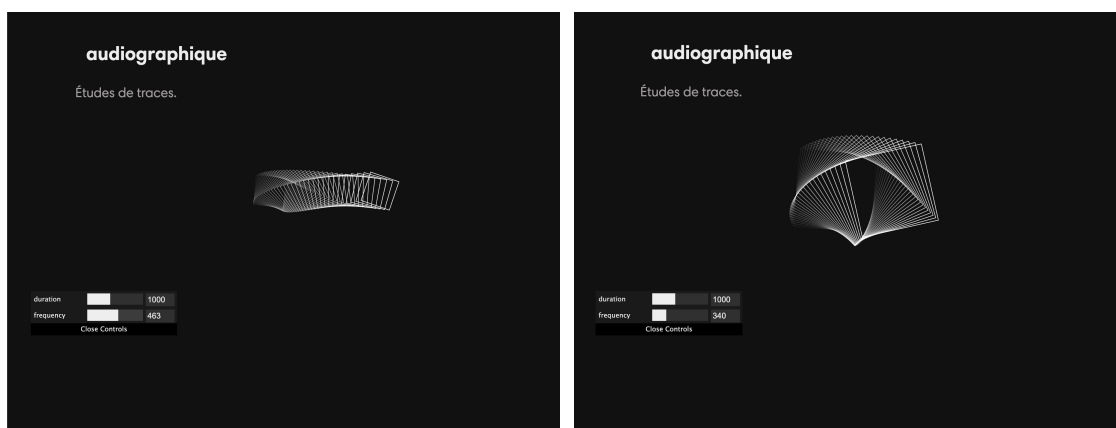 audiographique
Études de traces.
duration 1000
frequency 463
Close Controls
audiographique
Études de traces.
duration 1000
frequency 340
Close Controls